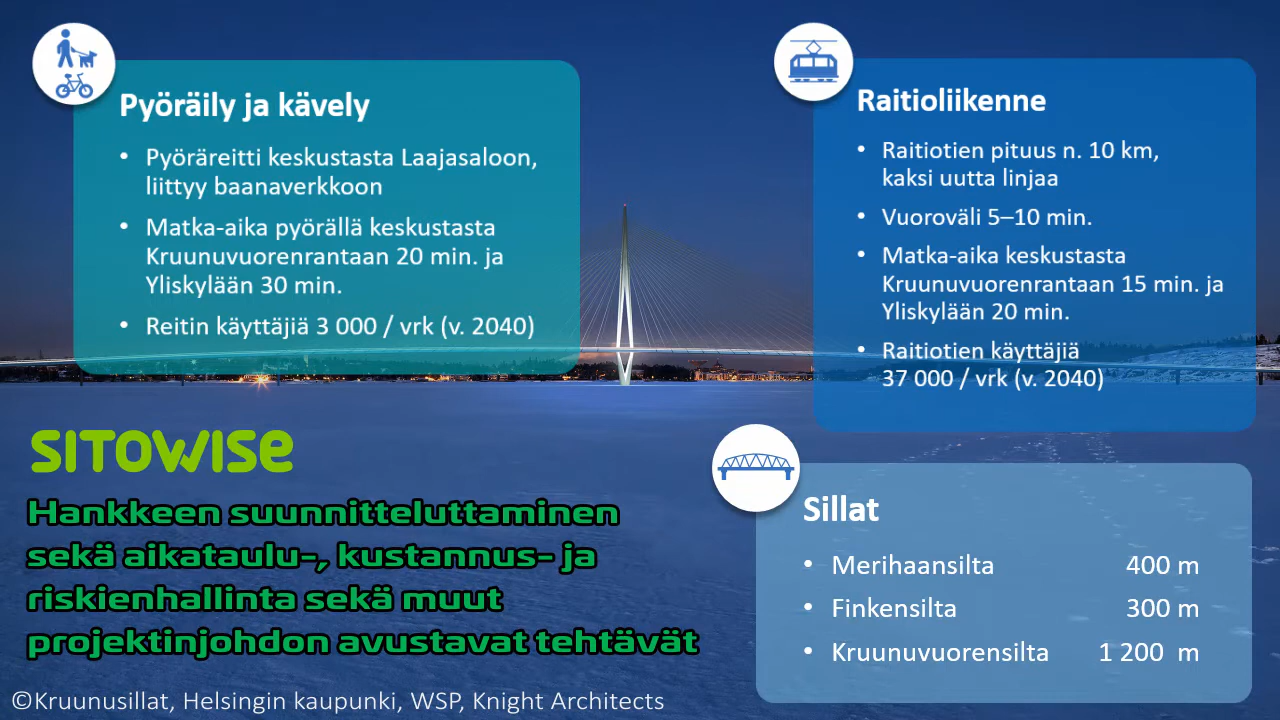 Pyöräily ja kävely
• Pyöräreitti keskustasta Laajasaloon,
liittyy baanaverkkoon
• Matka-aika pyörällä keskustasta
Kruunuvuorenrantaan 20 min. ja
Yliskylään 30 min.
• Reitin käyttäjiä 3 000 / vrk (v. 2040)
Raitioliikenne
• Raitiotien pituus n. 10 km,
kaksi uutta linjaa
• Vuoroväli 5–10 min.
• Matka-aika keskustasta
Kruunuvuorenrantaan 15 min. ja
Yliskylään 20 min.
• Raitiotien käyttäjiä
37 000 / vrk (v. 2040)
SITOWISE
Hankkeen suunnitteluttaminen
sekä aikataulu-, kustannus- ja
riskienhallinta sekä muut
projektinjohdon avustavat tehtävät
Sillat
• Merihaansilta 400 m
• Finkensilta 300 m
• Kruunuvuorensilta 1 200 m
©Kruunusillat, Helsingin kaupunki, WSP, Knight Architects